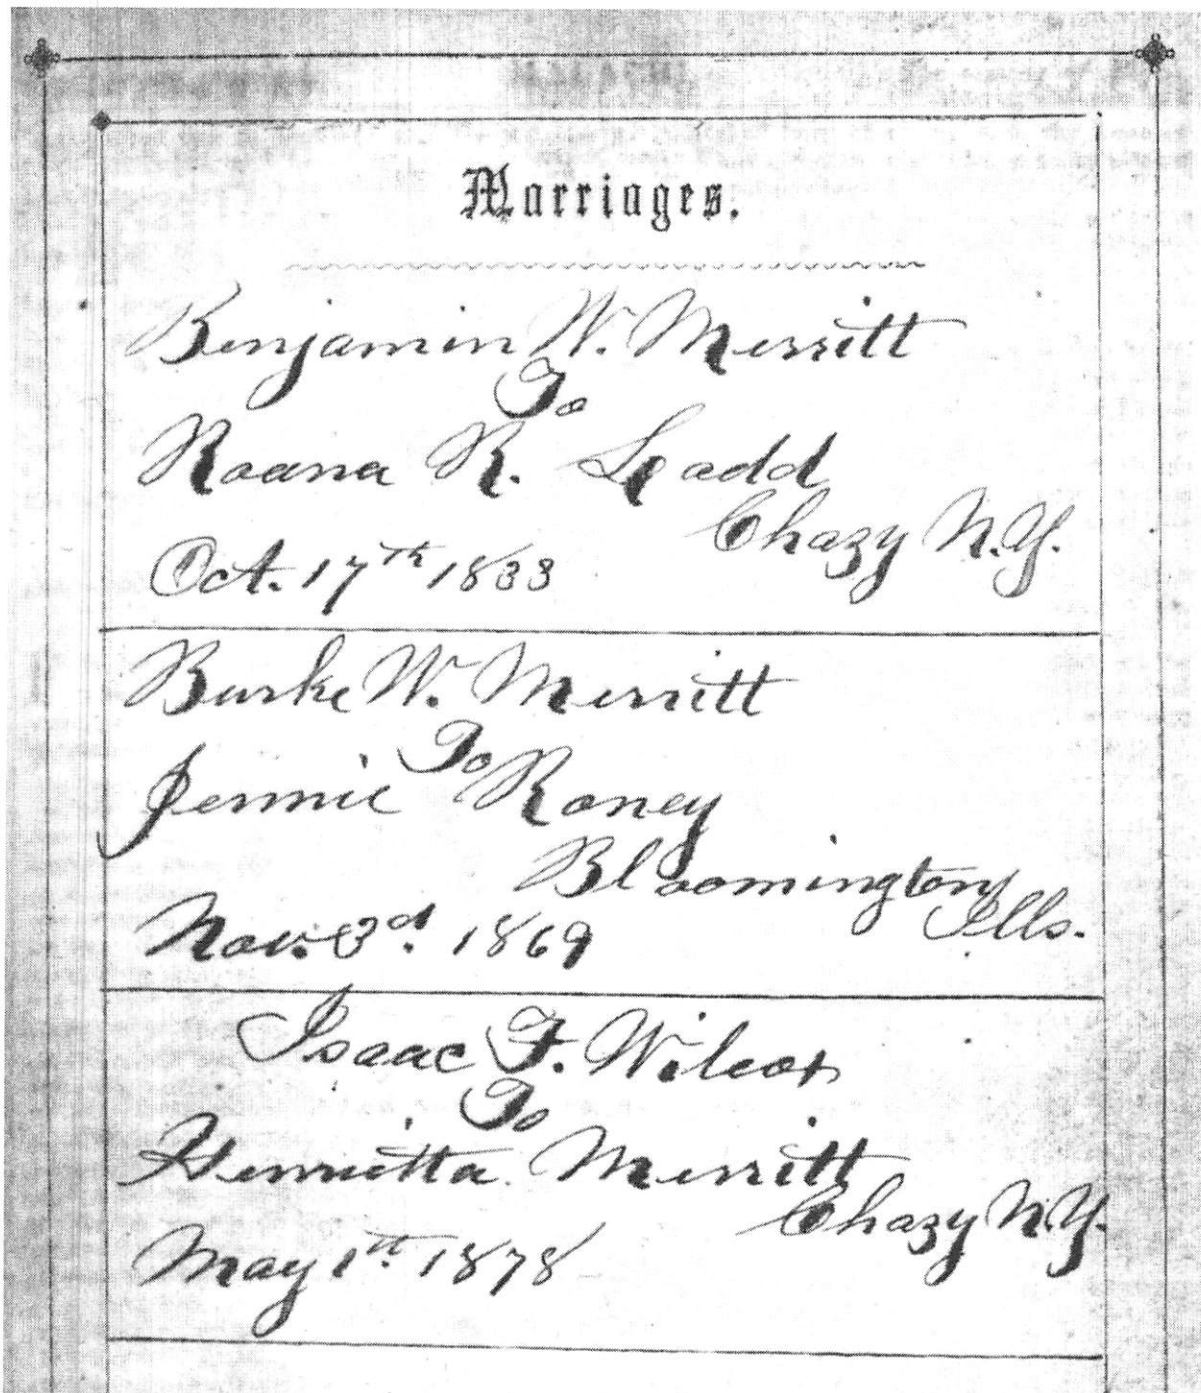 Marriages.
Benjamin W. Merritt
To
Roana R. Ladd
Chazy N.Y.
Oct. 17th 1833
Burke W. Merritt
To
Jennie Roney
Bloomington
Ills.
Nov. 3d. 1869
Isaac F. Wilcox
To
Henrietta Merritt
Chazy N.Y.
May 1st. 1878